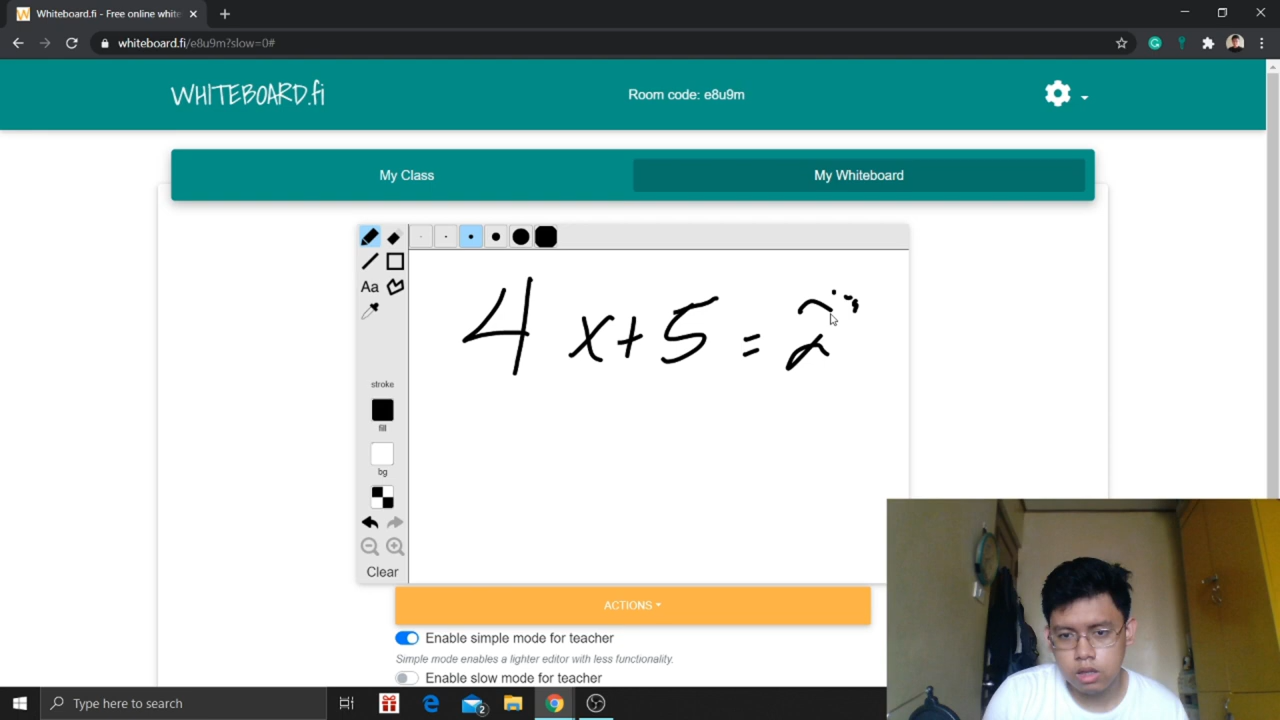 Whiteboard.fi - Free online white
whiteboard.fi/e8u9m?slow=0#
WHITEBOARD.fi
Room code: e8u9m
My Class
My Whiteboard
Aa
4 x + 5 = 2
stroke
fill
bg
Clear
ACTIONS
Enable simple mode for teacher
Simple mode enables a lighter editor with less functionality.
Enable slow mode for teacher
Type here to search
2